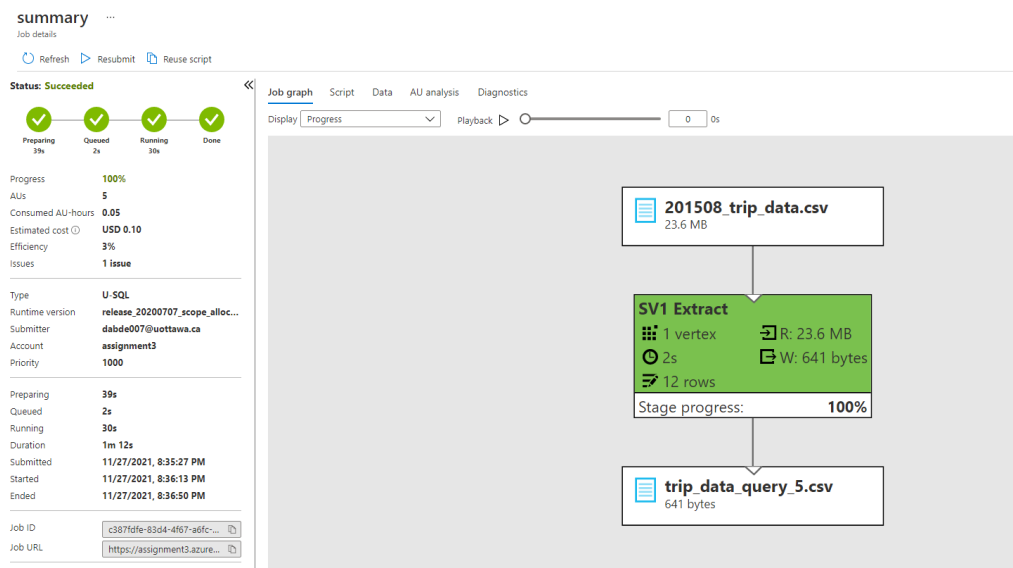 summary ...
Job details
Refresh Resubmit Reuse script
Status: Succeeded
Preparing Queued Running Done
39s 2s 30s
Progress 100%
AUs 5
Consumed AU-hours 0.05
Estimated cost USD 0.10
Efficiency 3%
Issues 1 issue
Type U-SQL
Runtime version release_20200707_scope_alloc...
Submitter dabde007@uottawa.ca
Account assignment3
Priority 1000
Preparing 39s
Queued 2s
Running 30s
Duration 1m 12s
Submitted 11/27/2021, 8:35:27 PM
Started 11/27/2021, 8:36:13 PM
Ended 11/27/2021, 8:36:50 PM
Job ID c387fdfe-83d4-4f67-a6fc-...
Job URL https://assignment3.azure...
Job graph Script Data AU analysis Diagnostics
Display Progress Playback 0 0s
201508_trip_data.csv
23.6 MB
SV1 Extract
1 vertex R: 23.6 MB
2s W: 641 bytes
12 rows
Stage progress: 100%
trip_data_query_5.csv
641 bytes